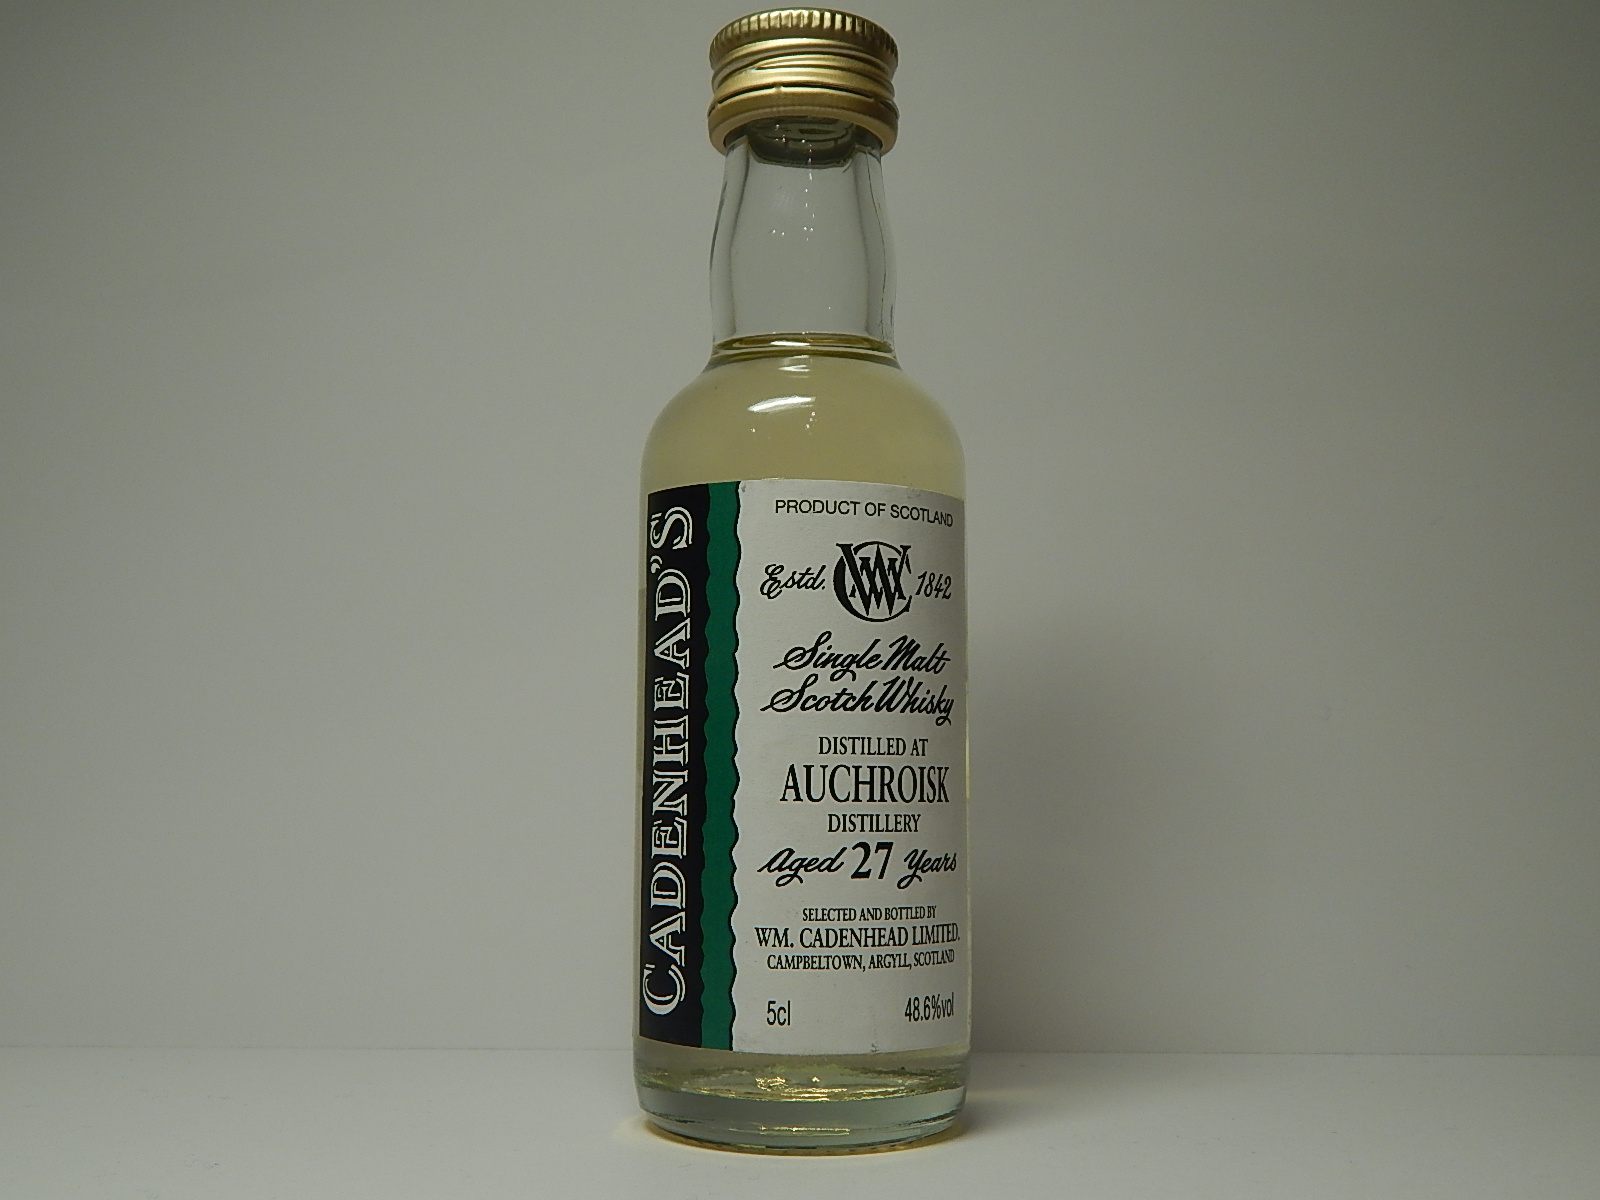 CADENHEAD'S
PRODUCT OF SCOTLAND
Estd. WC 1842
Single Malt
Scotch Whisky
DISTILLED AT
AUCHROISK
DISTILLERY
Aged 27 Years
SELECTED AND BOTTLED BY
WM. CADENHEAD LIMITED.
CAMPBELTOWN, ARGYLL, SCOTLAND
5cl 48.6%vol